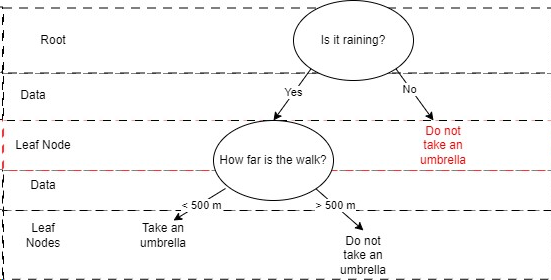 Root
Is it raining?
Data
Yes
No
Leaf Node
Do not
take an
umbrella
How far is the walk?
Data
< 500 m
> 500 m
Leaf
Nodes
Take an
umbrella
Do not
take an
umbrella